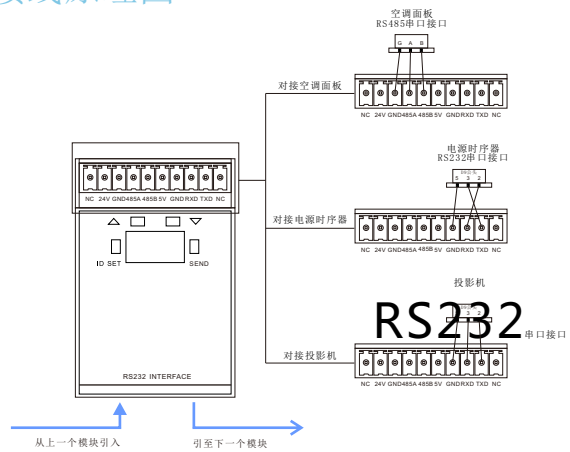 接线原理图
空调面板
RS485串口接口
G A B
对接空调面板
NC 24V GND485A 485B 5V GND RXD TXD NC
电源时序器
RS232串口接口
5 3 2
对接电源时序器
NC 24V GND485A 485B 5V GND RXD TXD NC
NC 24V GND485A 485B 5V GND RXD TXD NC
ID SET
SEND
投影机
3 2
RS232
串口接口
对接投影机
NC 24V GND485A 485B 5V GND RXD TXD NC
RS232 INTERFACE
从上一个模块引入
引至下一个模块